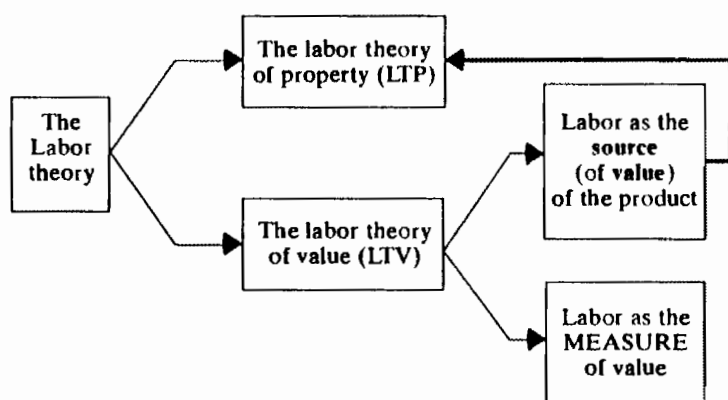 The labor theory
of property (LTP)
The
Labor
theory
Labor as the
source
(of value)
of the product
The labor theory
of value (LTV)
Labor as the
MEASURE
of value